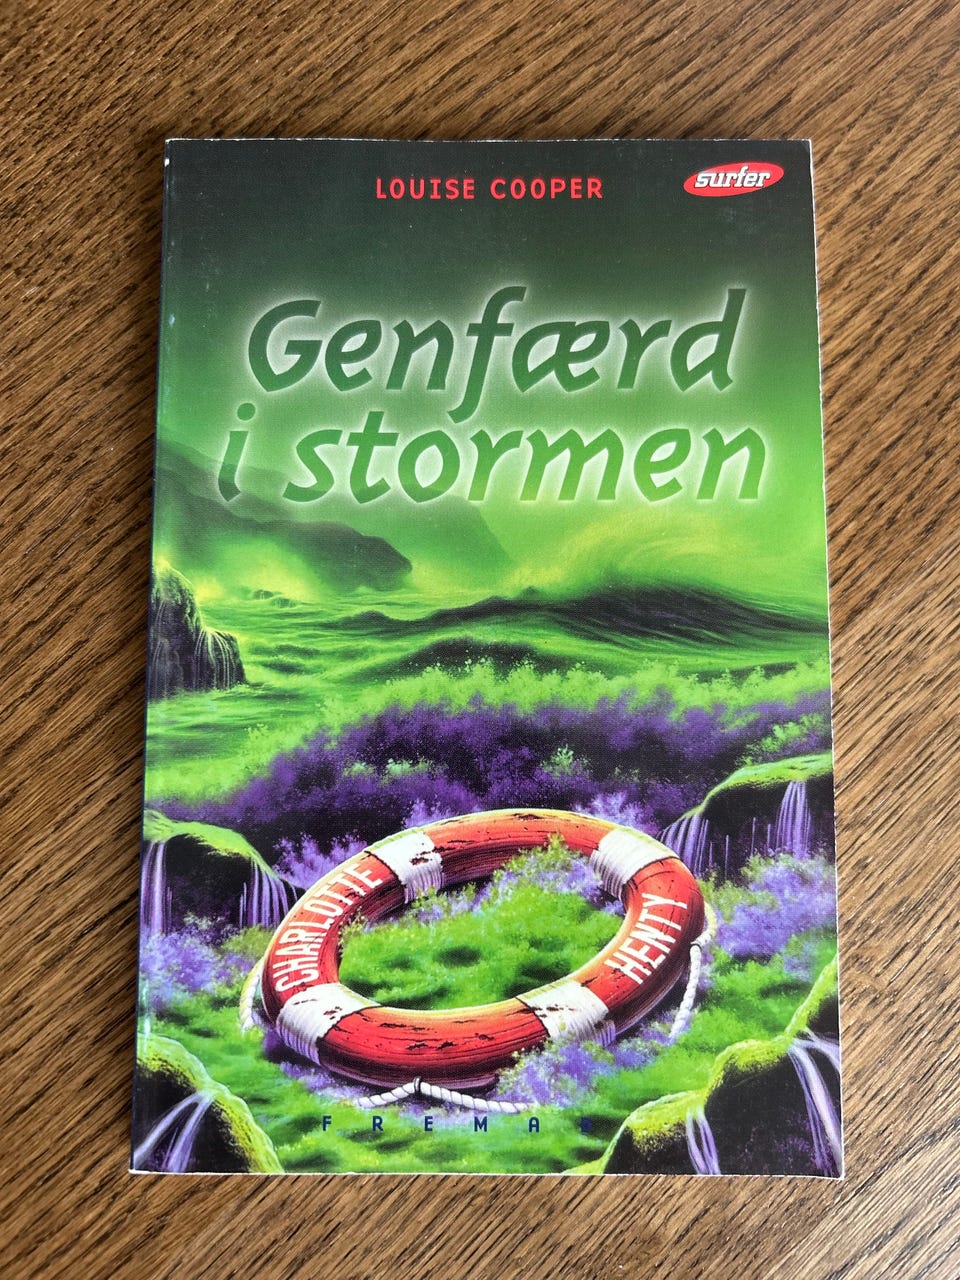 LOUISE COOPER
surfer
Genfærd
i stormen
CHARLOTTE
HENTY
FREMAD